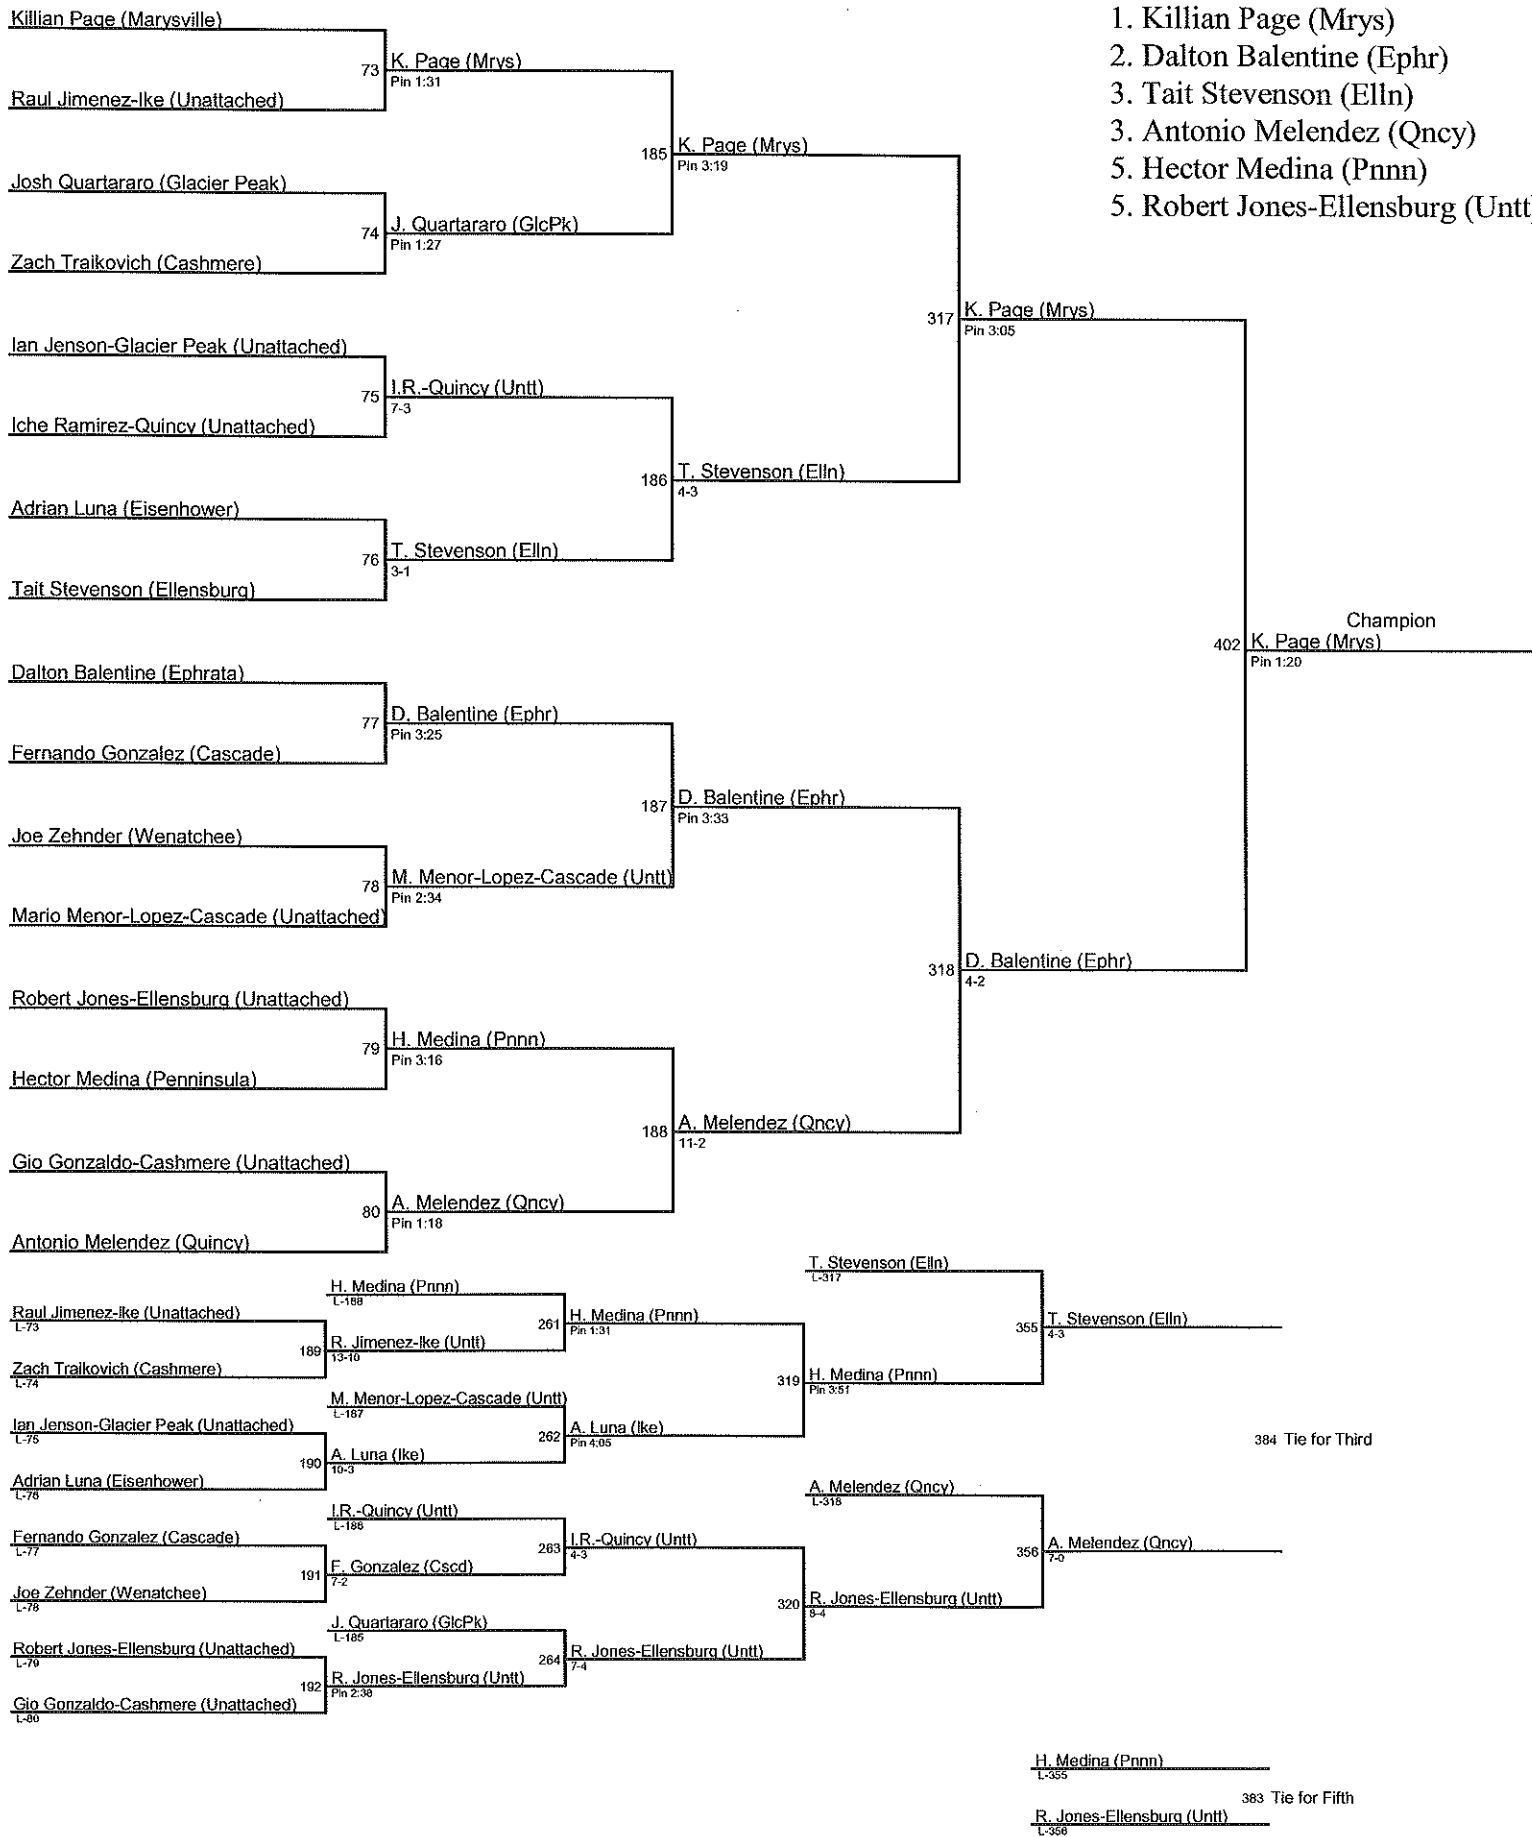 1. Killian Page (Mrys)
2. Dalton Balentine (Ephr)
3. Tait Stevenson (Elln)
3. Antonio Melendez (Qncy)
5. Hector Medina (Pnnn)
5. Robert Jones-Ellensburg (Untt)
Killian Page (Marysville)
73 K. Page (Mrys)
Pin 1:31
Raul Jimenez-Ike (Unattached)
185 K. Page (Mrys)
Pin 3:19
Josh Quartararo (Glacier Peak)
74 J. Quartararo (GlcPk)
Pin 1:27
Zach Traikovich (Cashmere)
317 K. Page (Mrys)
Pin 3:05
Ian Jenson-Glacier Peak (Unattached)
75 I.R.-Quincy (Untt)
7-3
Iche Ramirez-Quincy (Unattached)
186 T. Stevenson (Elln)
4-3
Adrian Luna (Eisenhower)
76 T. Stevenson (Elln)
3-1
Tait Stevenson (Ellensburg)
Champion
402 K. Page (Mrys)
Pin 1:20
Dalton Balentine (Ephrata)
77 D. Balentine (Ephr)
Pin 3:25
Fernando Gonzalez (Cascade)
187 D. Balentine (Ephr)
Pin 3:33
Joe Zehnder (Wenatchee)
78 M. Menor-Lopez-Cascade (Untt)
Pin 2:34
Mario Menor-Lopez-Cascade (Unattached)
318 D. Balentine (Ephr)
4-2
Robert Jones-Ellensburg (Unattached)
79 H. Medina (Pnnn)
Pin 3:16
Hector Medina (Penninsula)
188 A. Melendez (Qncy)
11-2
Gio Gonzaldo-Cashmere (Unattached)
80 A. Melendez (Qncy)
Pin 1:18
Antonio Melendez (Quincy)
H. Medina (Pnnn)
L-188
Raul Jimenez-Ike (Unattached)
L-73
189 R. Jimenez-Ike (Untt)
13-10
Zach Traikovich (Cashmere)
L-74
261 H. Medina (Pnnn)
Pin 1:31
M. Menor-Lopez-Cascade (Untt)
L-187
Ian Jenson-Glacier Peak (Unattached)
L-75
190 A. Luna (Ike)
10-3
Adrian Luna (Eisenhower)
L-76
262 A. Luna (Ike)
Pin 4:05
T. Stevenson (Elln)
L-317
319 H. Medina (Pnnn)
Pin 3:51
355 T. Stevenson (Elln)
4-3
384 Tie for Third
I.R.-Quincy (Untt)
L-186
Fernando Gonzalez (Cascade)
L-77
191 F. Gonzalez (Cscd)
7-2
Joe Zehnder (Wenatchee)
L-78
263 I.R.-Quincy (Untt)
4-3
J. Quartararo (GlcPk)
L-185
Robert Jones-Ellensburg (Unattached)
L-79
192 R. Jones-Ellensburg (Untt)
Pin 2:38
Gio Gonzaldo-Cashmere (Unattached)
L-80
264 R. Jones-Ellensburg (Untt)
7-4
A. Melendez (Qncy)
L-318
320 R. Jones-Ellensburg (Untt)
8-4
356 A. Melendez (Qncy)
7-0
H. Medina (Pnnn)
L-355
383 Tie for Fifth
R. Jones-Ellensburg (Untt)
L-356